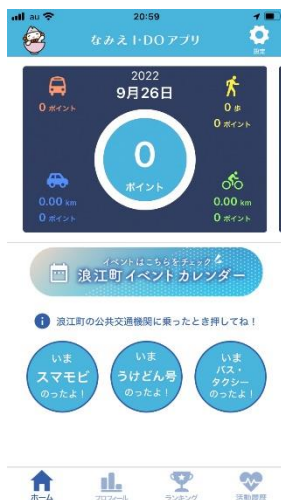 au 20:59
なみえ I・DO アプリ
設定
2022
9月26日
0 ポイント
0 歩
0 ポイント
0
ポイント
0.00 km
0 ポイント
0.00 km
0 ポイント
イベントはこちらをチェック
浪江町イベントカレンダー
i 浪江町の公共交通機関に乗ったとき押してね！
いま
スマモビ
のったよ！
いま
うけどん号
のったよ！
いま
バス・
タクシー
のったよ！
ホーム
プロフィール
ランキング
活動履歴